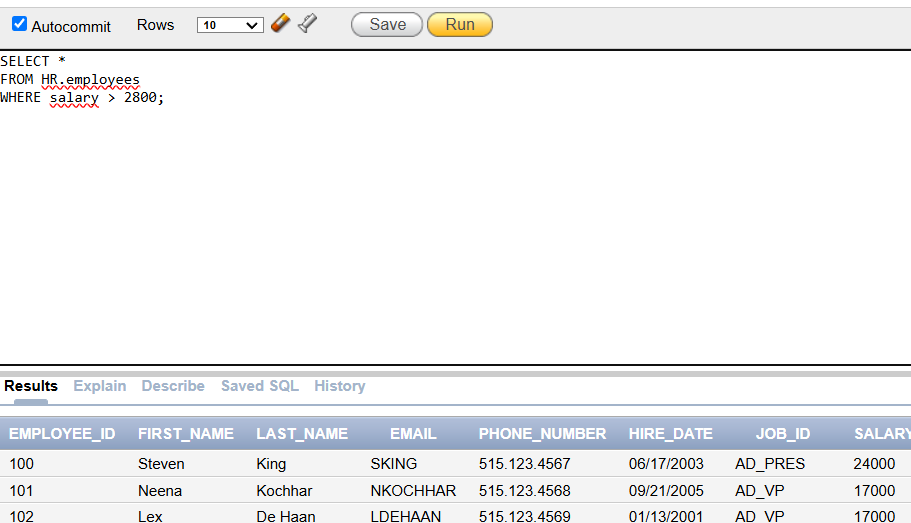 Autocommit Rows 10 Save Run
SELECT *
FROM HR.employees
WHERE salary > 2800;
Results Explain Describe Saved SQL History
EMPLOYEE_ID FIRST_NAME LAST_NAME EMAIL PHONE_NUMBER HIRE_DATE JOB_ID SALARY
100 Steven King SKING 515.123.4567 06/17/2003 AD_PRES 24000
101 Neena Kochhar NKOCHHAR 515.123.4568 09/21/2005 AD_VP 17000
102 Lex De Haan LDEHAAN 515.123.4569 01/13/2001 AD_VP 17000